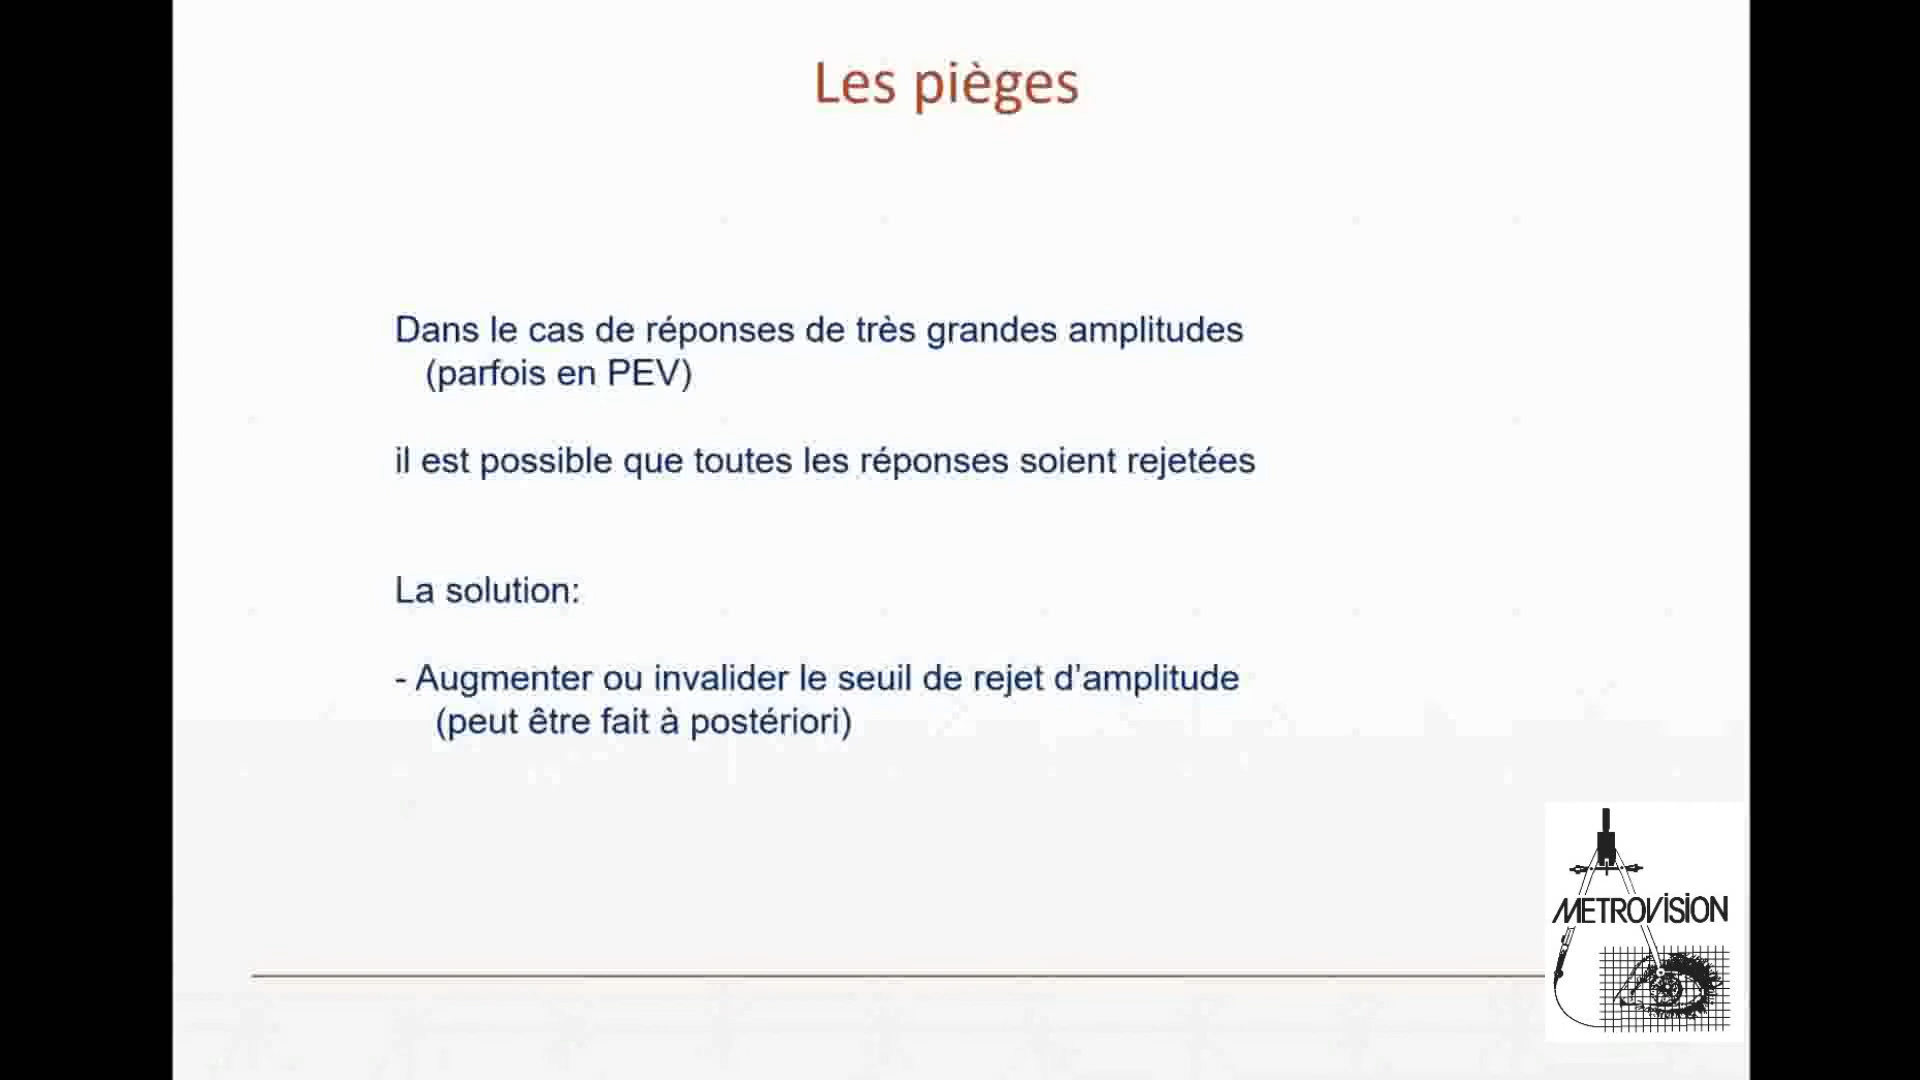 Les pièges
Dans le cas de réponses de très grandes amplitudes
(parfois en PEV)
il est possible que toutes les réponses soient rejetées
La solution:
- Augmenter ou invalider le seuil de rejet d'amplitude
(peut être fait à postériori)
METROVISION